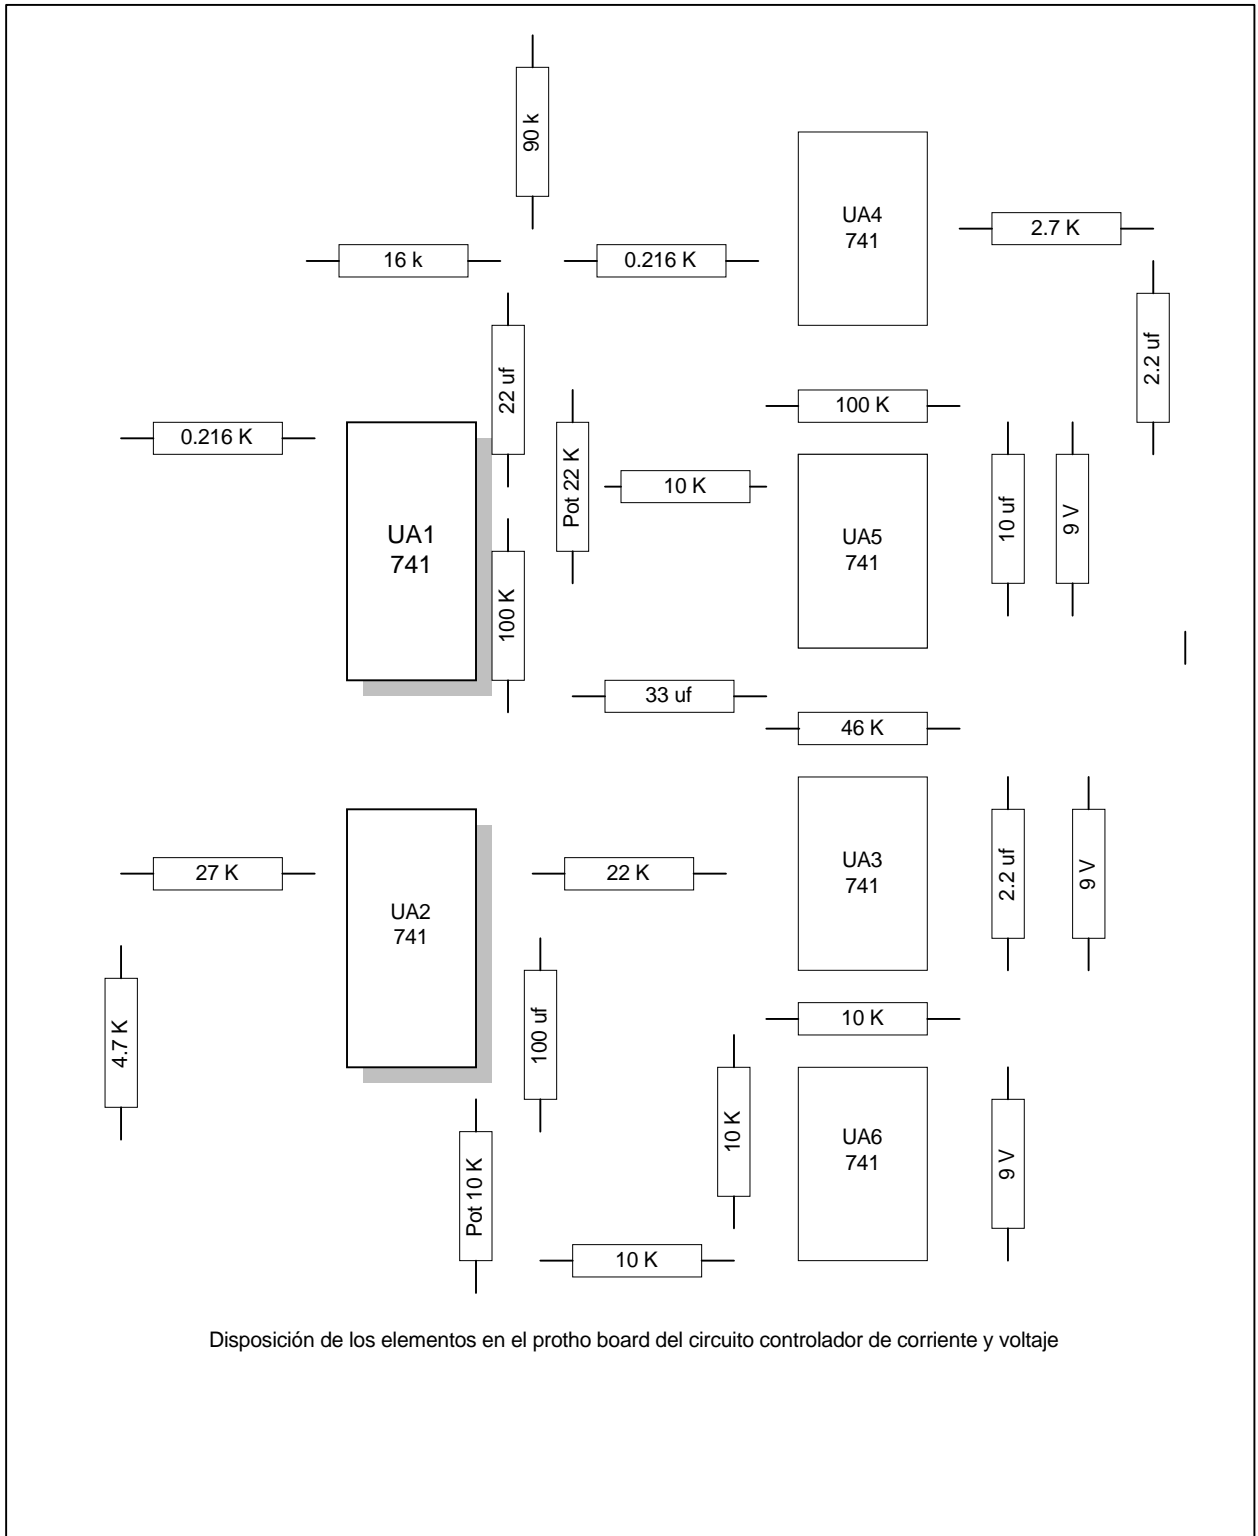 90 k
UA4
741
2.7 K
16 k
0.216 K
22 uf
2.2 uf
100 K
0.216 K
Pot 22 K
10 K
UA1
741
UA5
741
10 uf
9 V
100 K
33 uf
46 K
27 K
22 K
UA3
741
2.2 uf
9 V
UA2
741
4.7 K
100 uf
10 K
10 K
UA6
741
9 V
Pot 10 K
10 K
Disposición de los elementos en el protho board del circuito controlador de corriente y voltaje